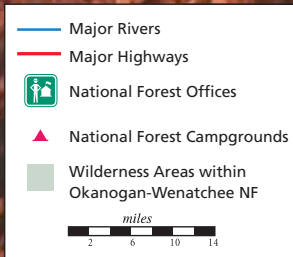 Major Rivers
Major Highways
National Forest Offices
National Forest Campgrounds
Wilderness Areas within
Okanogan-Wenatchee NF
miles
2 6 10 14